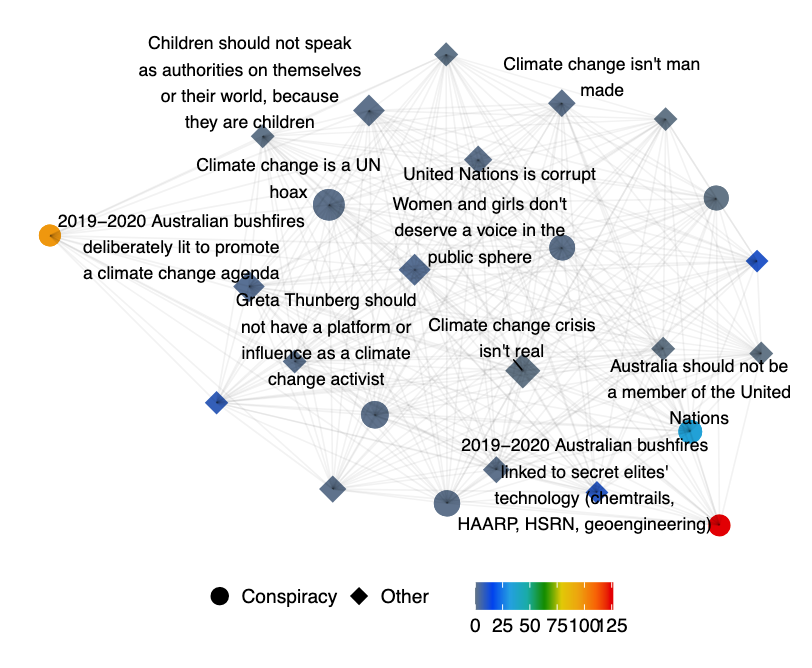 Children should not speak
as authorities on themselves
or their world, because
they are children
Climate change isn't man
made
Climate change is a UN
hoax
United Nations is corrupt
Women and girls don't
deserve a voice in the
public sphere
2019−2020 Australian bushfires
deliberately lit to promote
a climate change agenda
Greta Thunberg should
not have a platform or
influence as a climate
change activist
Climate change crisis
isn't real
Australia should not be
a member of the United
Nations
2019−2020 Australian bushfires
linked to secret elites'
technology (chemtrails,
HAARP, HSRN, geoengineering)
Conspiracy Other
0 25 50 75 100 125